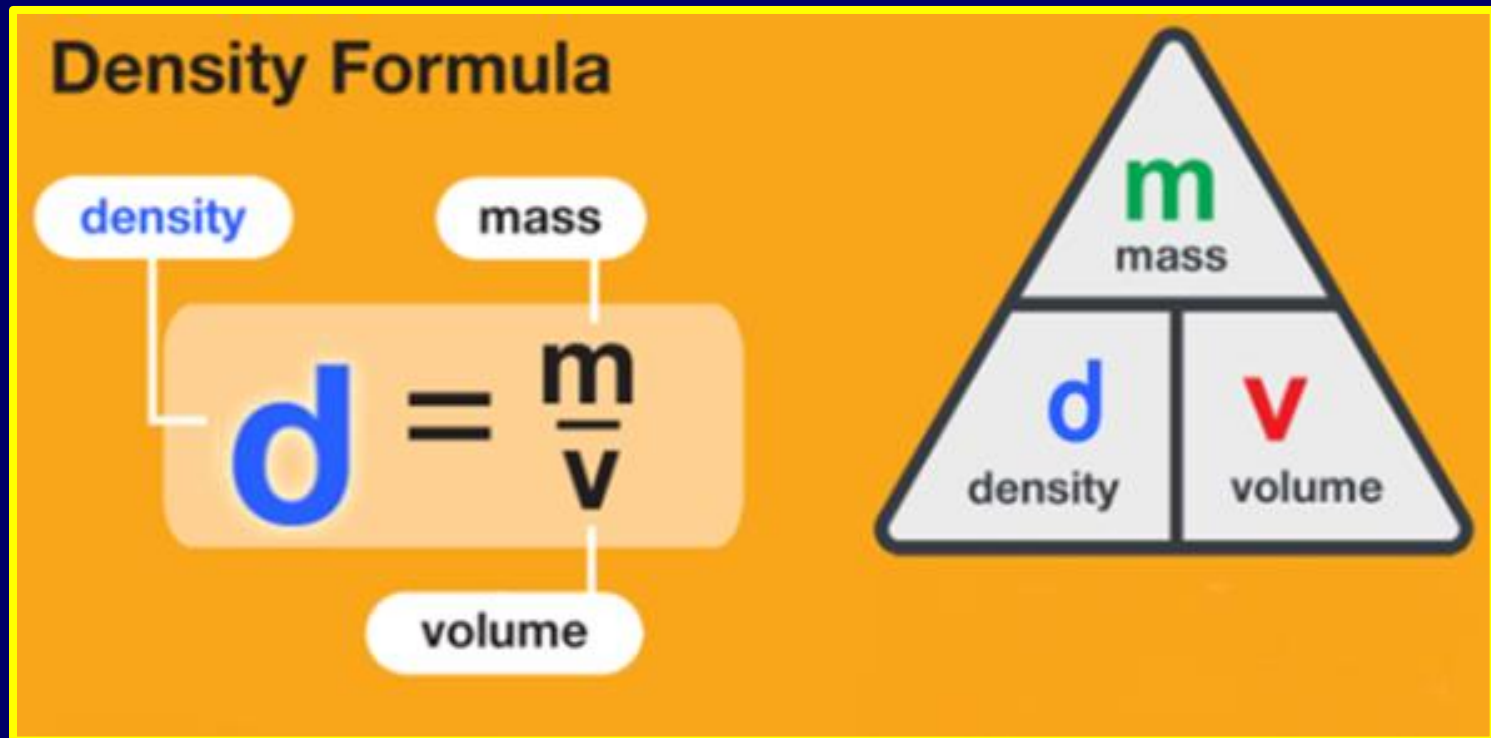 Density Formula
density
mass
d = m/v
volume
m
mass
d
density
v
volume